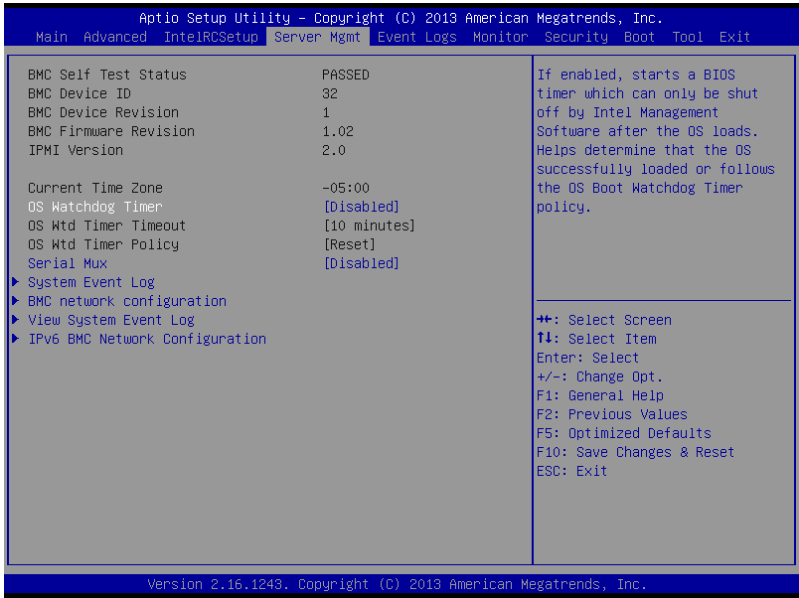 Aptio Setup Utility – Copyright (C) 2013 American Megatrends, Inc.
Main Advanced IntelRCSetup Server Mgmt Event Logs Monitor Security Boot Tool Exit
BMC Self Test Status PASSED
BMC Device ID 32
BMC Device Revision 1
BMC Firmware Revision 1.02
IPMI Version 2.0
Current Time Zone -05:00
OS Watchdog Timer [Disabled]
OS Wtd Timer Timeout [10 minutes]
OS Wtd Timer Policy [Reset]
Serial Mux [Disabled]
System Event Log
BMC network configuration
View System Event Log
IPv6 BMC Network Configuration
If enabled, starts a BIOS
timer which can only be shut
off by Intel Management
Software after the OS loads.
Helps determine that the OS
successfully loaded or follows
the OS Boot Watchdog Timer
policy.
→←: Select Screen
↑↓: Select Item
Enter: Select
+/-: Change Opt.
F1: General Help
F2: Previous Values
F5: Optimized Defaults
F10: Save Changes & Reset
ESC: Exit
Version 2.16.1243. Copyright (C) 2013 American Megatrends, Inc.